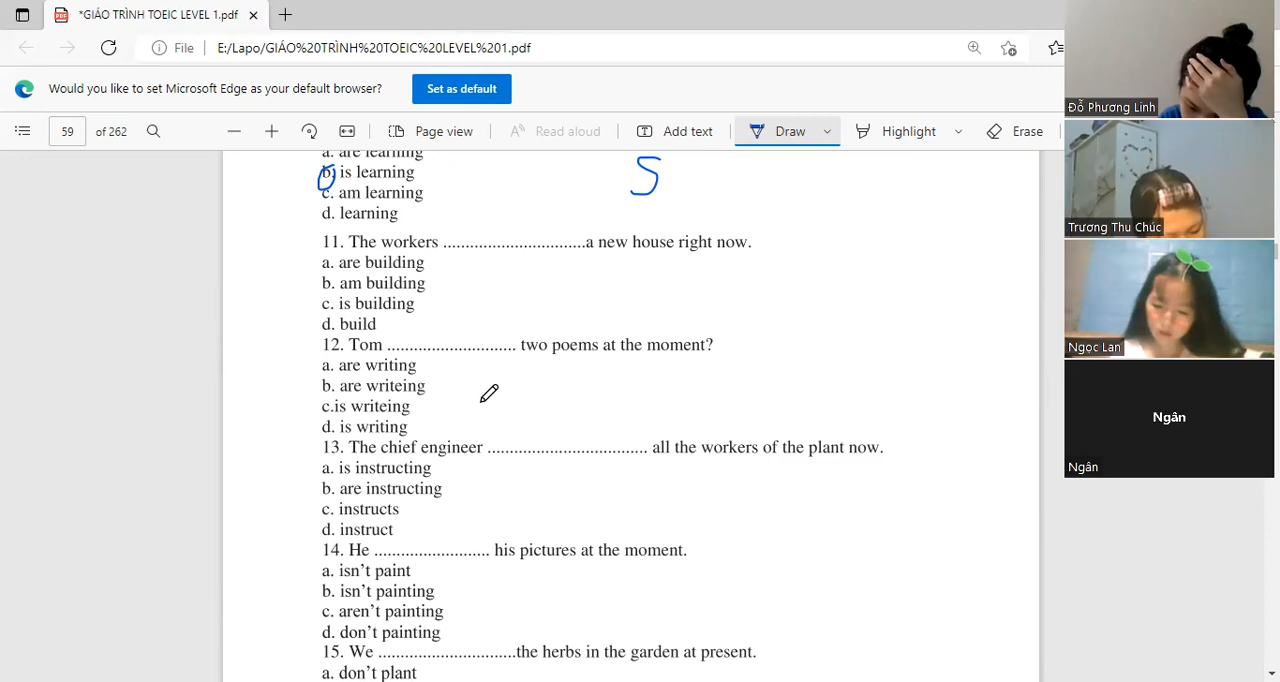 *GIÁO TRÌNH TOEIC LEVEL 1.pdf
File E:/Lapo/GIÁO%20TRÌNH%20TOEIC%20LEVEL%201.pdf
Would you like to set Microsoft Edge as your default browser? Set as default
59 of 262 Page view Read aloud Add text Draw Highlight Erase
a. are learning
b. is learning
S
c. am learning
d. learning
11. The workers ................................a new house right now.
a. are building
b. am building
c. is building
d. build
12. Tom ............................. two poems at the moment?
a. are writing
b. are writeing
c.is writeing
d. is writing
13. The chief engineer .................................... all the workers of the plant now.
a. is instructing
b. are instructing
c. instructs
d. instruct
14. He .......................... his pictures at the moment.
a. isn't paint
b. isn't painting
c. aren't painting
d. don't painting
15. We ...............................the herbs in the garden at present.
a. don't plant
Đỗ Phương Linh
Trương Thu Chúc
Ngọc Lan
Ngân
Ngân